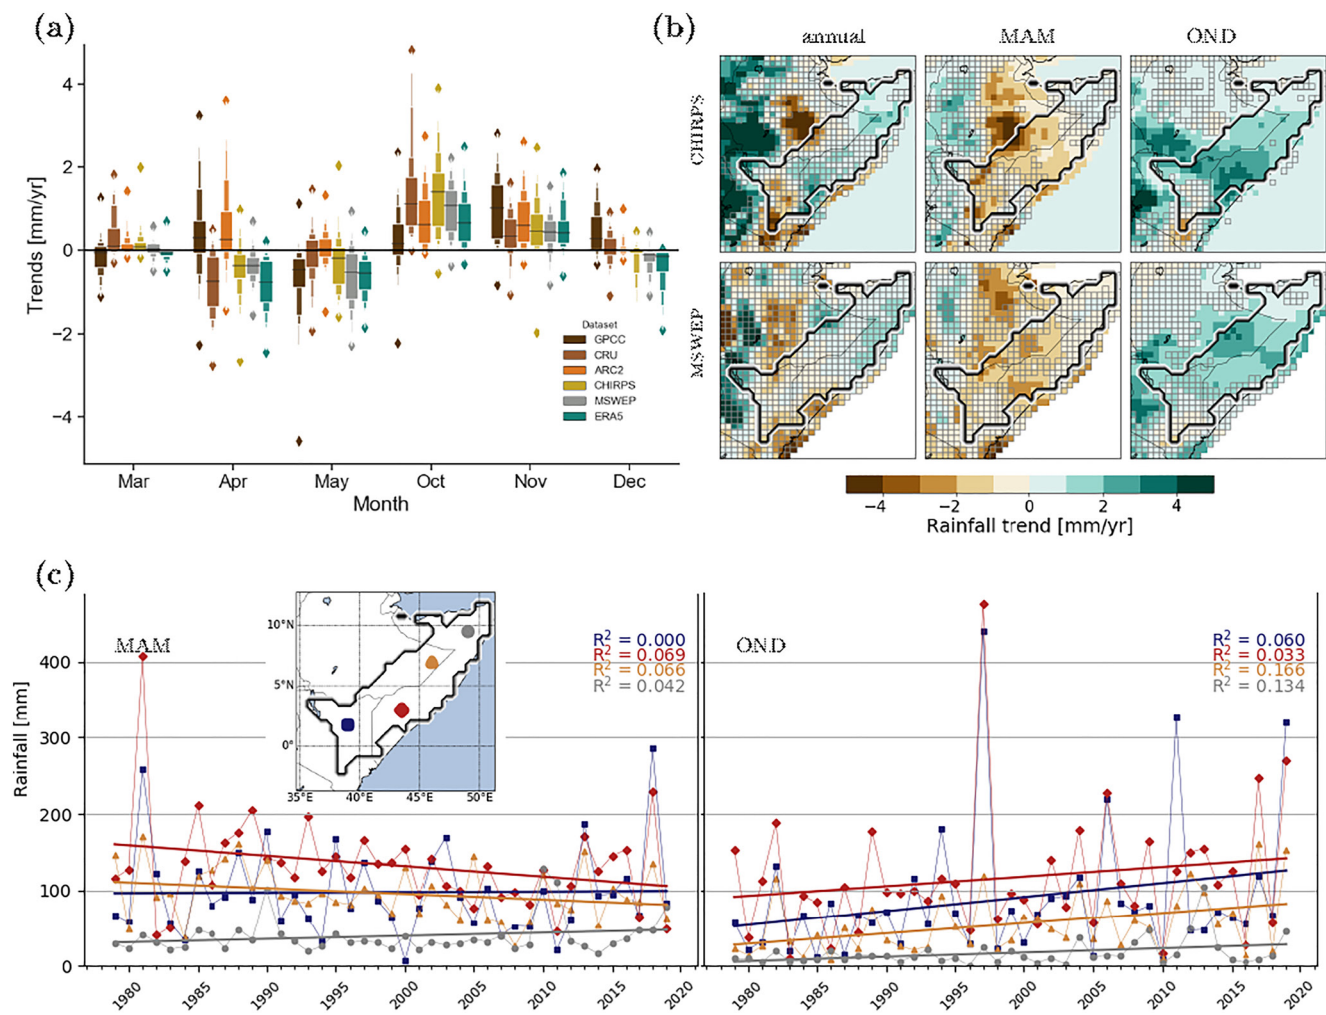 (a)
Trends [mm/yr]
4
2
0
−2
−4
Dataset
GPCC
CRU
ARC2
CHIRPS
MSWEP
ERA5
Mar Apr May Oct Nov Dec
Month
(b)
annual MAM OND
CHIRPS
MSWEP
−4 −2 0 2 4
Rainfall trend [mm/yr]
(c)
Rainfall [mm]
400
300
200
100
0
MAM
10°N
5°N
0°
35°E 40°E 45°E 50°E
R² = 0.000
R² = 0.069
R² = 0.066
R² = 0.042
1980 1985 1990 1995 2000 2005 2010 2015 2020
OND
R² = 0.060
R² = 0.033
R² = 0.166
R² = 0.134
1980 1985 1990 1995 2000 2005 2010 2015 2020